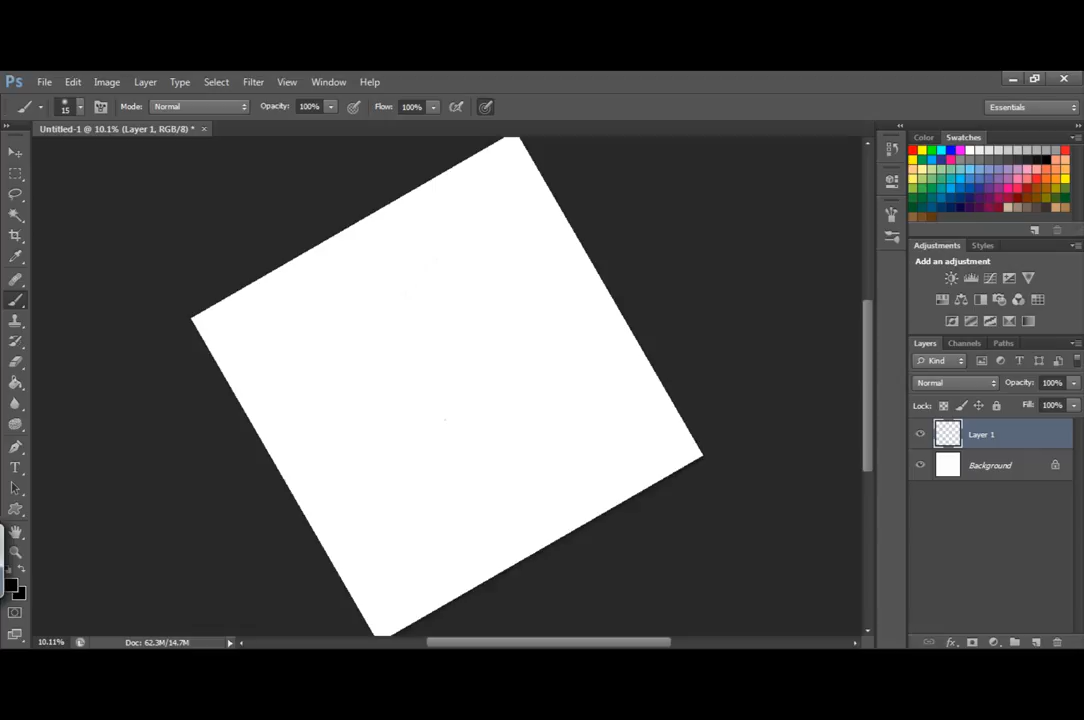 Ps File Edit Image Layer Type Select Filter View Window Help
15 Mode: Normal Opacity: 100% Flow: 100% Essentials
Untitled-1 @ 10.1% (Layer 1, RGB/8) * ×
Color Swatches
Adjustments Styles
Add an adjustment
Layers Channels Paths
Kind T
Normal Opacity: 100%
Lock: Fill: 100%
Layer 1
Background
T
10.11% Doc: 62.3M/14.7M fx